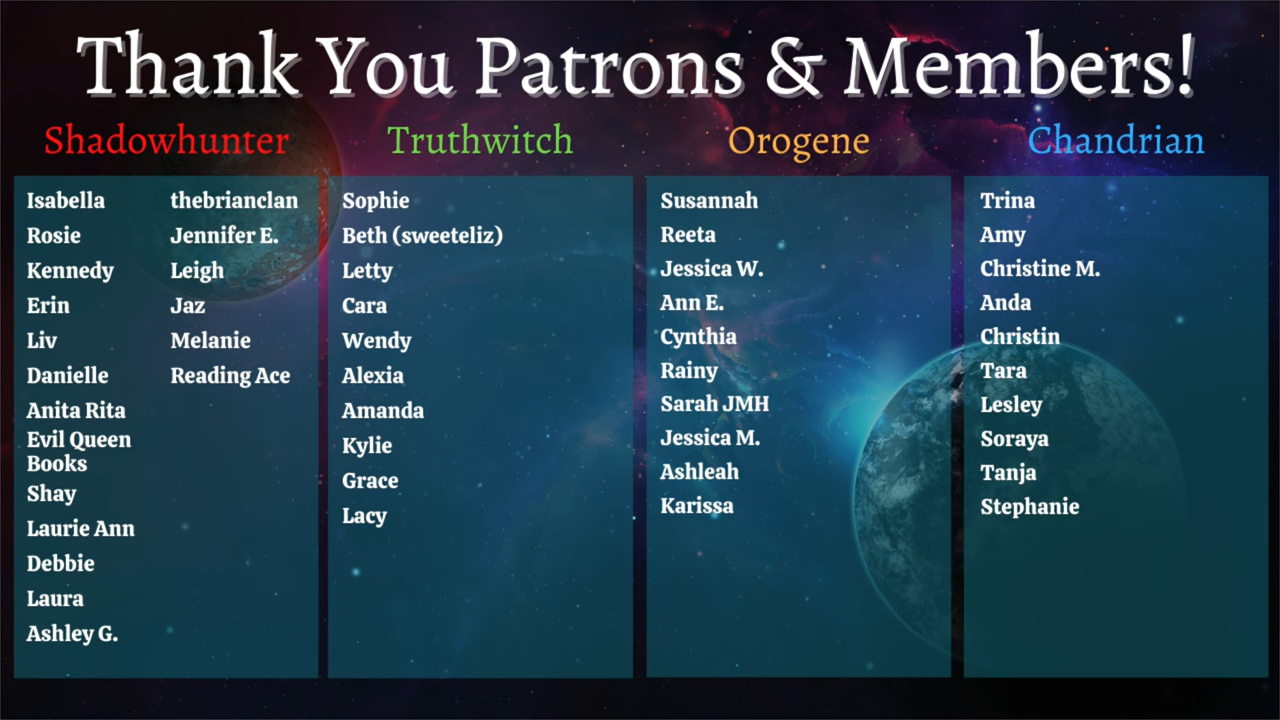 Thank You Patrons & Members!
Shadowhunter
Isabella
Rosie
Kennedy
Erin
Liv
Danielle
Anita Rita
Evil Queen
Books
Shay
Laurie Ann
Debbie
Laura
Ashley G.
thebrianclan
Jennifer E.
Leigh
Jaz
Melanie
Reading Ace
Truthwitch
Sophie
Beth (sweeteliz)
Letty
Cara
Wendy
Alexia
Amanda
Kylie
Grace
Lacy
Orogene
Susannah
Reeta
Jessica W.
Ann E.
Cynthia
Rainy
Sarah JMH
Jessica M.
Ashleah
Karissa
Chandrian
Trina
Amy
Christine M.
Anda
Christin
Tara
Lesley
Soraya
Tanja
Stephanie